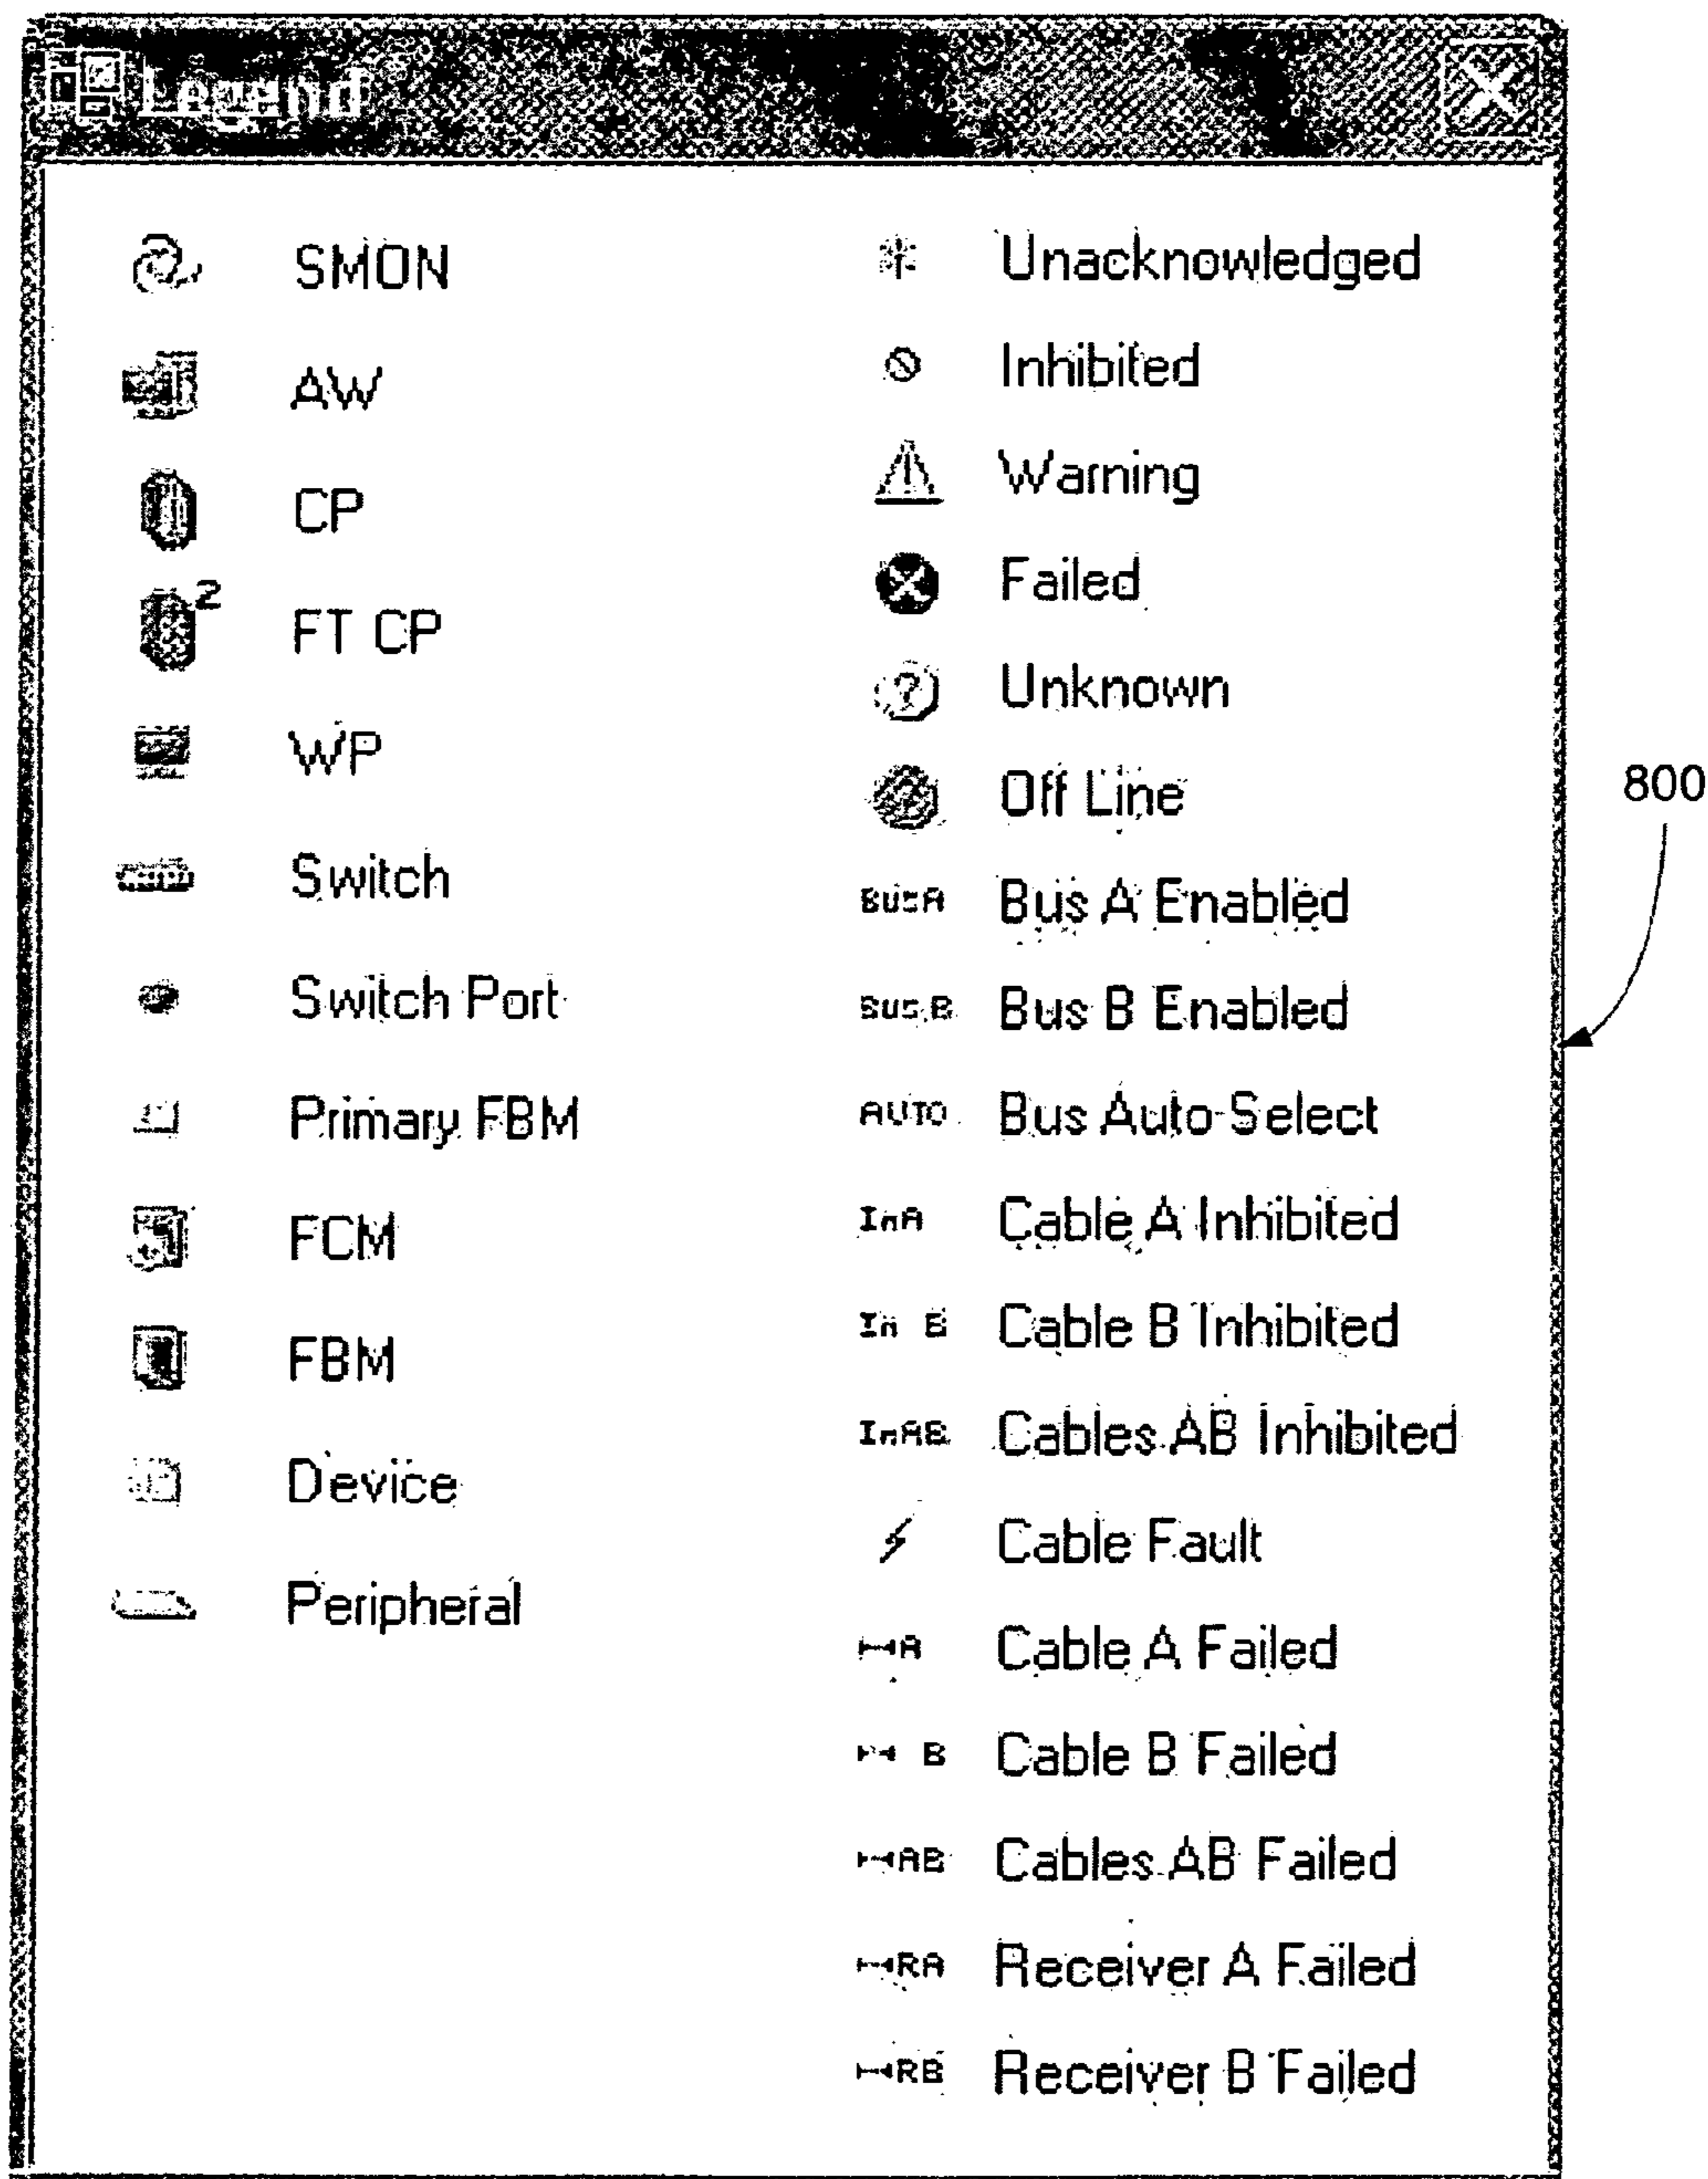 Legend
SMON
AW
CP
2
FT CP
WP
Switch
Switch Port
Primary FBM
FCM
FBM
Device
Peripheral
Unacknowledged
Inhibited
Warning
Failed
? Unknown
? Off Line
BusA Bus A Enabled
Bus B Bus B Enabled
AUTO Bus Auto-Select
InA Cable A Inhibited
In B Cable B Inhibited
InAB Cables AB Inhibited
Cable Fault
A Cable A Failed
B Cable B Failed
AB Cables AB Failed
RA Receiver A Failed
RB Receiver B Failed
800